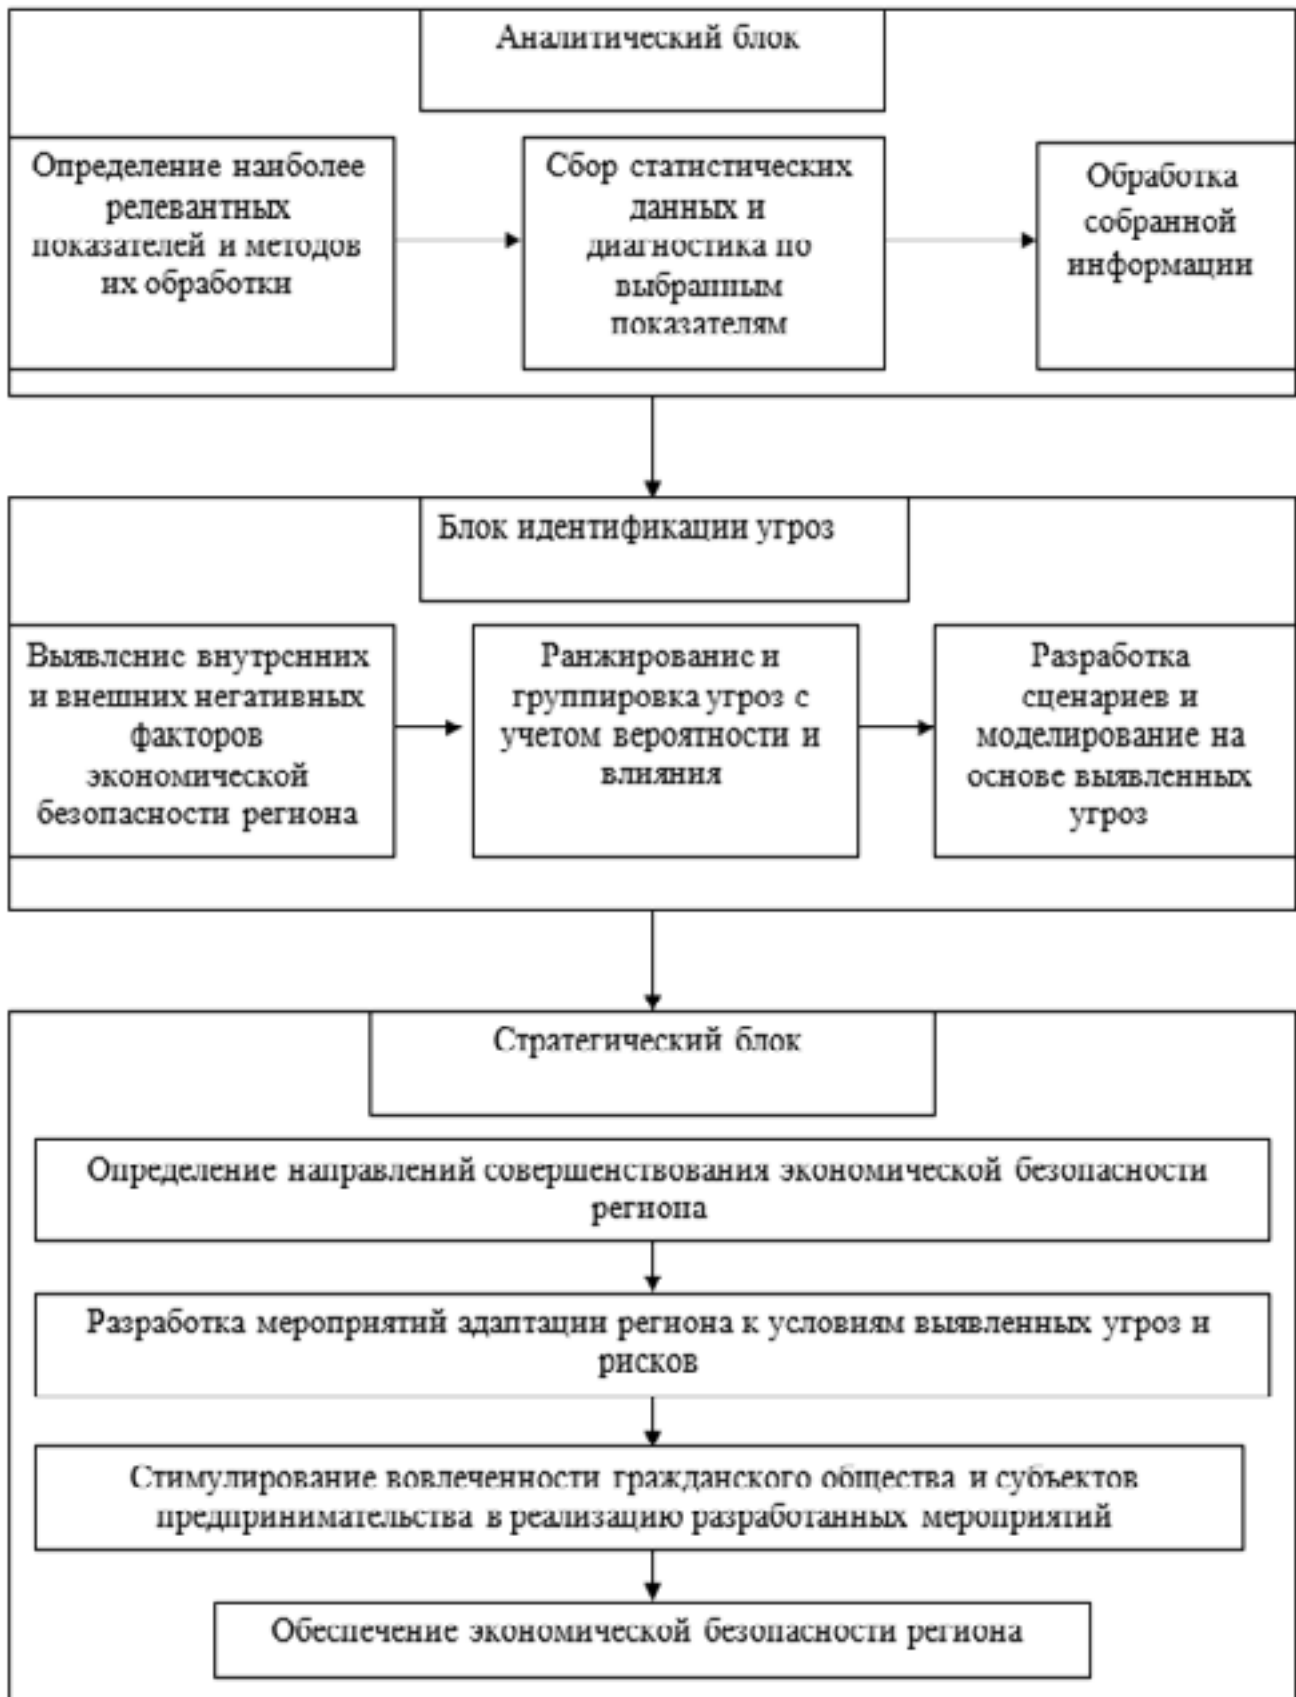 Аналитический блок
Определение наиболее
релевантных
показателей и методов
их обработки
Сбор статистических
данных и
диагностика по
выбранным
показателям
Обработка
собранной
информации
Блок идентификации угроз
Выявление внутренних
и внешних негативных
факторов
экономической
безопасности региона
Ранжирование и
группировка угроз с
учетом вероятности и
влияния
Разработка
сценариев и
моделирование на
основе выявленных
угроз
Стратегический блок
Определение направлений совершенствования экономической безопасности
региона
Разработка мероприятий адаптации региона к условиям выявленных угроз и
рисков
Стимулирование вовлеченности гражданского общества и субъектов
предпринимательства в реализацию разработанных мероприятий
Обеспечение экономической безопасности региона